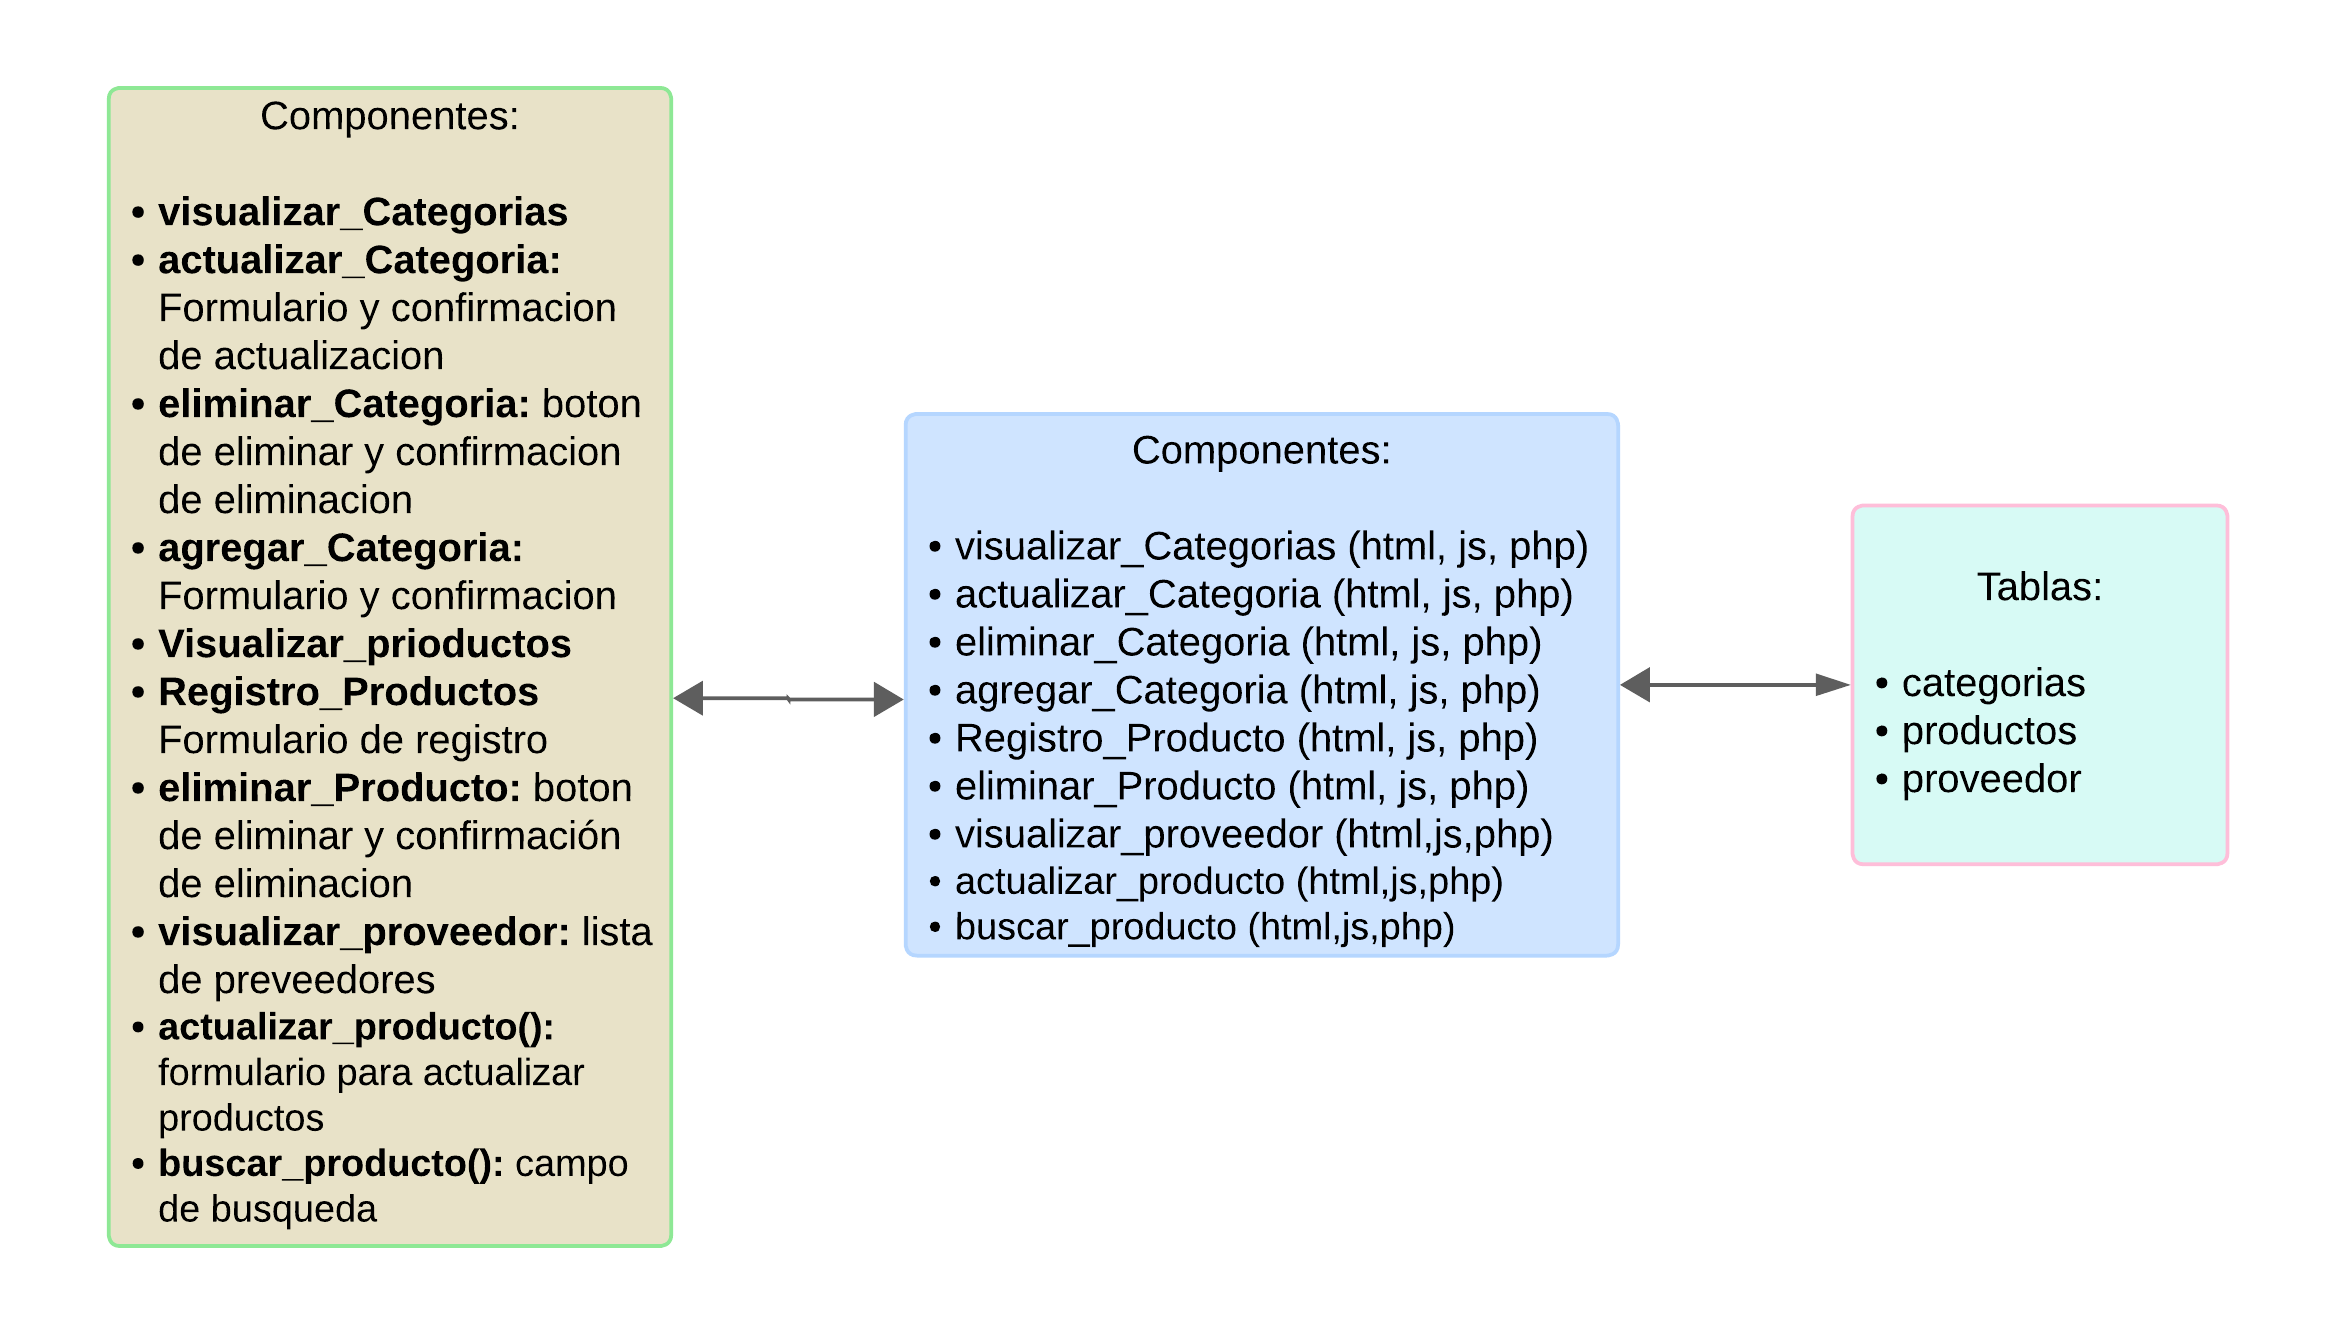 Componentes:
• visualizar_Categorias
• actualizar_Categoria:
Formulario y confirmacion
de actualizacion
• eliminar_Categoria: boton
de eliminar y confirmacion
de eliminacion
• agregar_Categoria:
Formulario y confirmacion
• Visualizar_prioductos
• Registro_Productos
Formulario de registro
• eliminar_Producto: boton
de eliminar y confirmación
de eliminacion
• visualizar_proveedor: lista
de preveedores
• actualizar_producto():
formulario para actualizar
productos
• buscar_producto(): campo
de busqueda
Componentes:
• visualizar_Categorias (html, js, php)
• actualizar_Categoria (html, js, php)
• eliminar_Categoria (html, js, php)
• agregar_Categoria (html, js, php)
• Registro_Producto (html, js, php)
• eliminar_Producto (html, js, php)
• visualizar_proveedor (html,js,php)
• actualizar_producto (html,js,php)
• buscar_producto (html,js,php)
Tablas:
• categorias
• productos
• proveedor